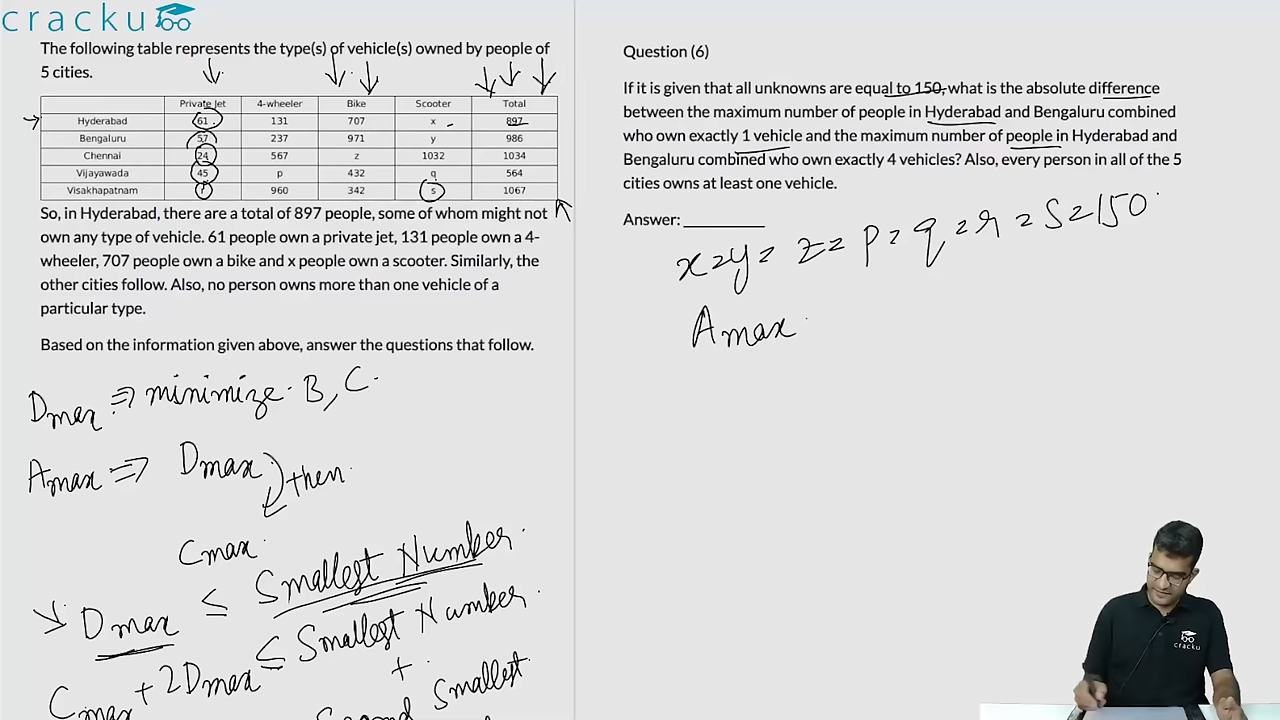 cracku
The following table represents the type(s) of vehicle(s) owned by people of
5 cities.
Private Jet 4-wheeler Bike Scooter Total
Hyderabad 61 131 707 x 897
Bengaluru 57 237 971 y 986
Chennai 24 567 z 1032 1034
Vijayawada 45 p 432 q 564
Visakhapatnam r 960 342 s 1067
So, in Hyderabad, there are a total of 897 people, some of whom might not
own any type of vehicle. 61 people own a private jet, 131 people own a 4-
wheeler, 707 people own a bike and x people own a scooter. Similarly, the
other cities follow. Also, no person owns more than one vehicle of a
particular type.
Based on the information given above, answer the questions that follow.
Dmax ⇒ minimize B, C
Amax ⇒ Dmax
then
Cmax
Dmax ≤ Smallest Number
Cmax + 2Dmax ≤ Smallest Number
+
Second Smallest
Question (6)
If it is given that all unknowns are equal to 150, what is the absolute difference
between the maximum number of people in Hyderabad and Bengaluru combined
who own exactly 1 vehicle and the maximum number of people in Hyderabad and
Bengaluru combined who own exactly 4 vehicles? Also, every person in all of the 5
cities owns at least one vehicle.
Answer: ________
x=y= z= p= q=r=s=150
Amax
cracku